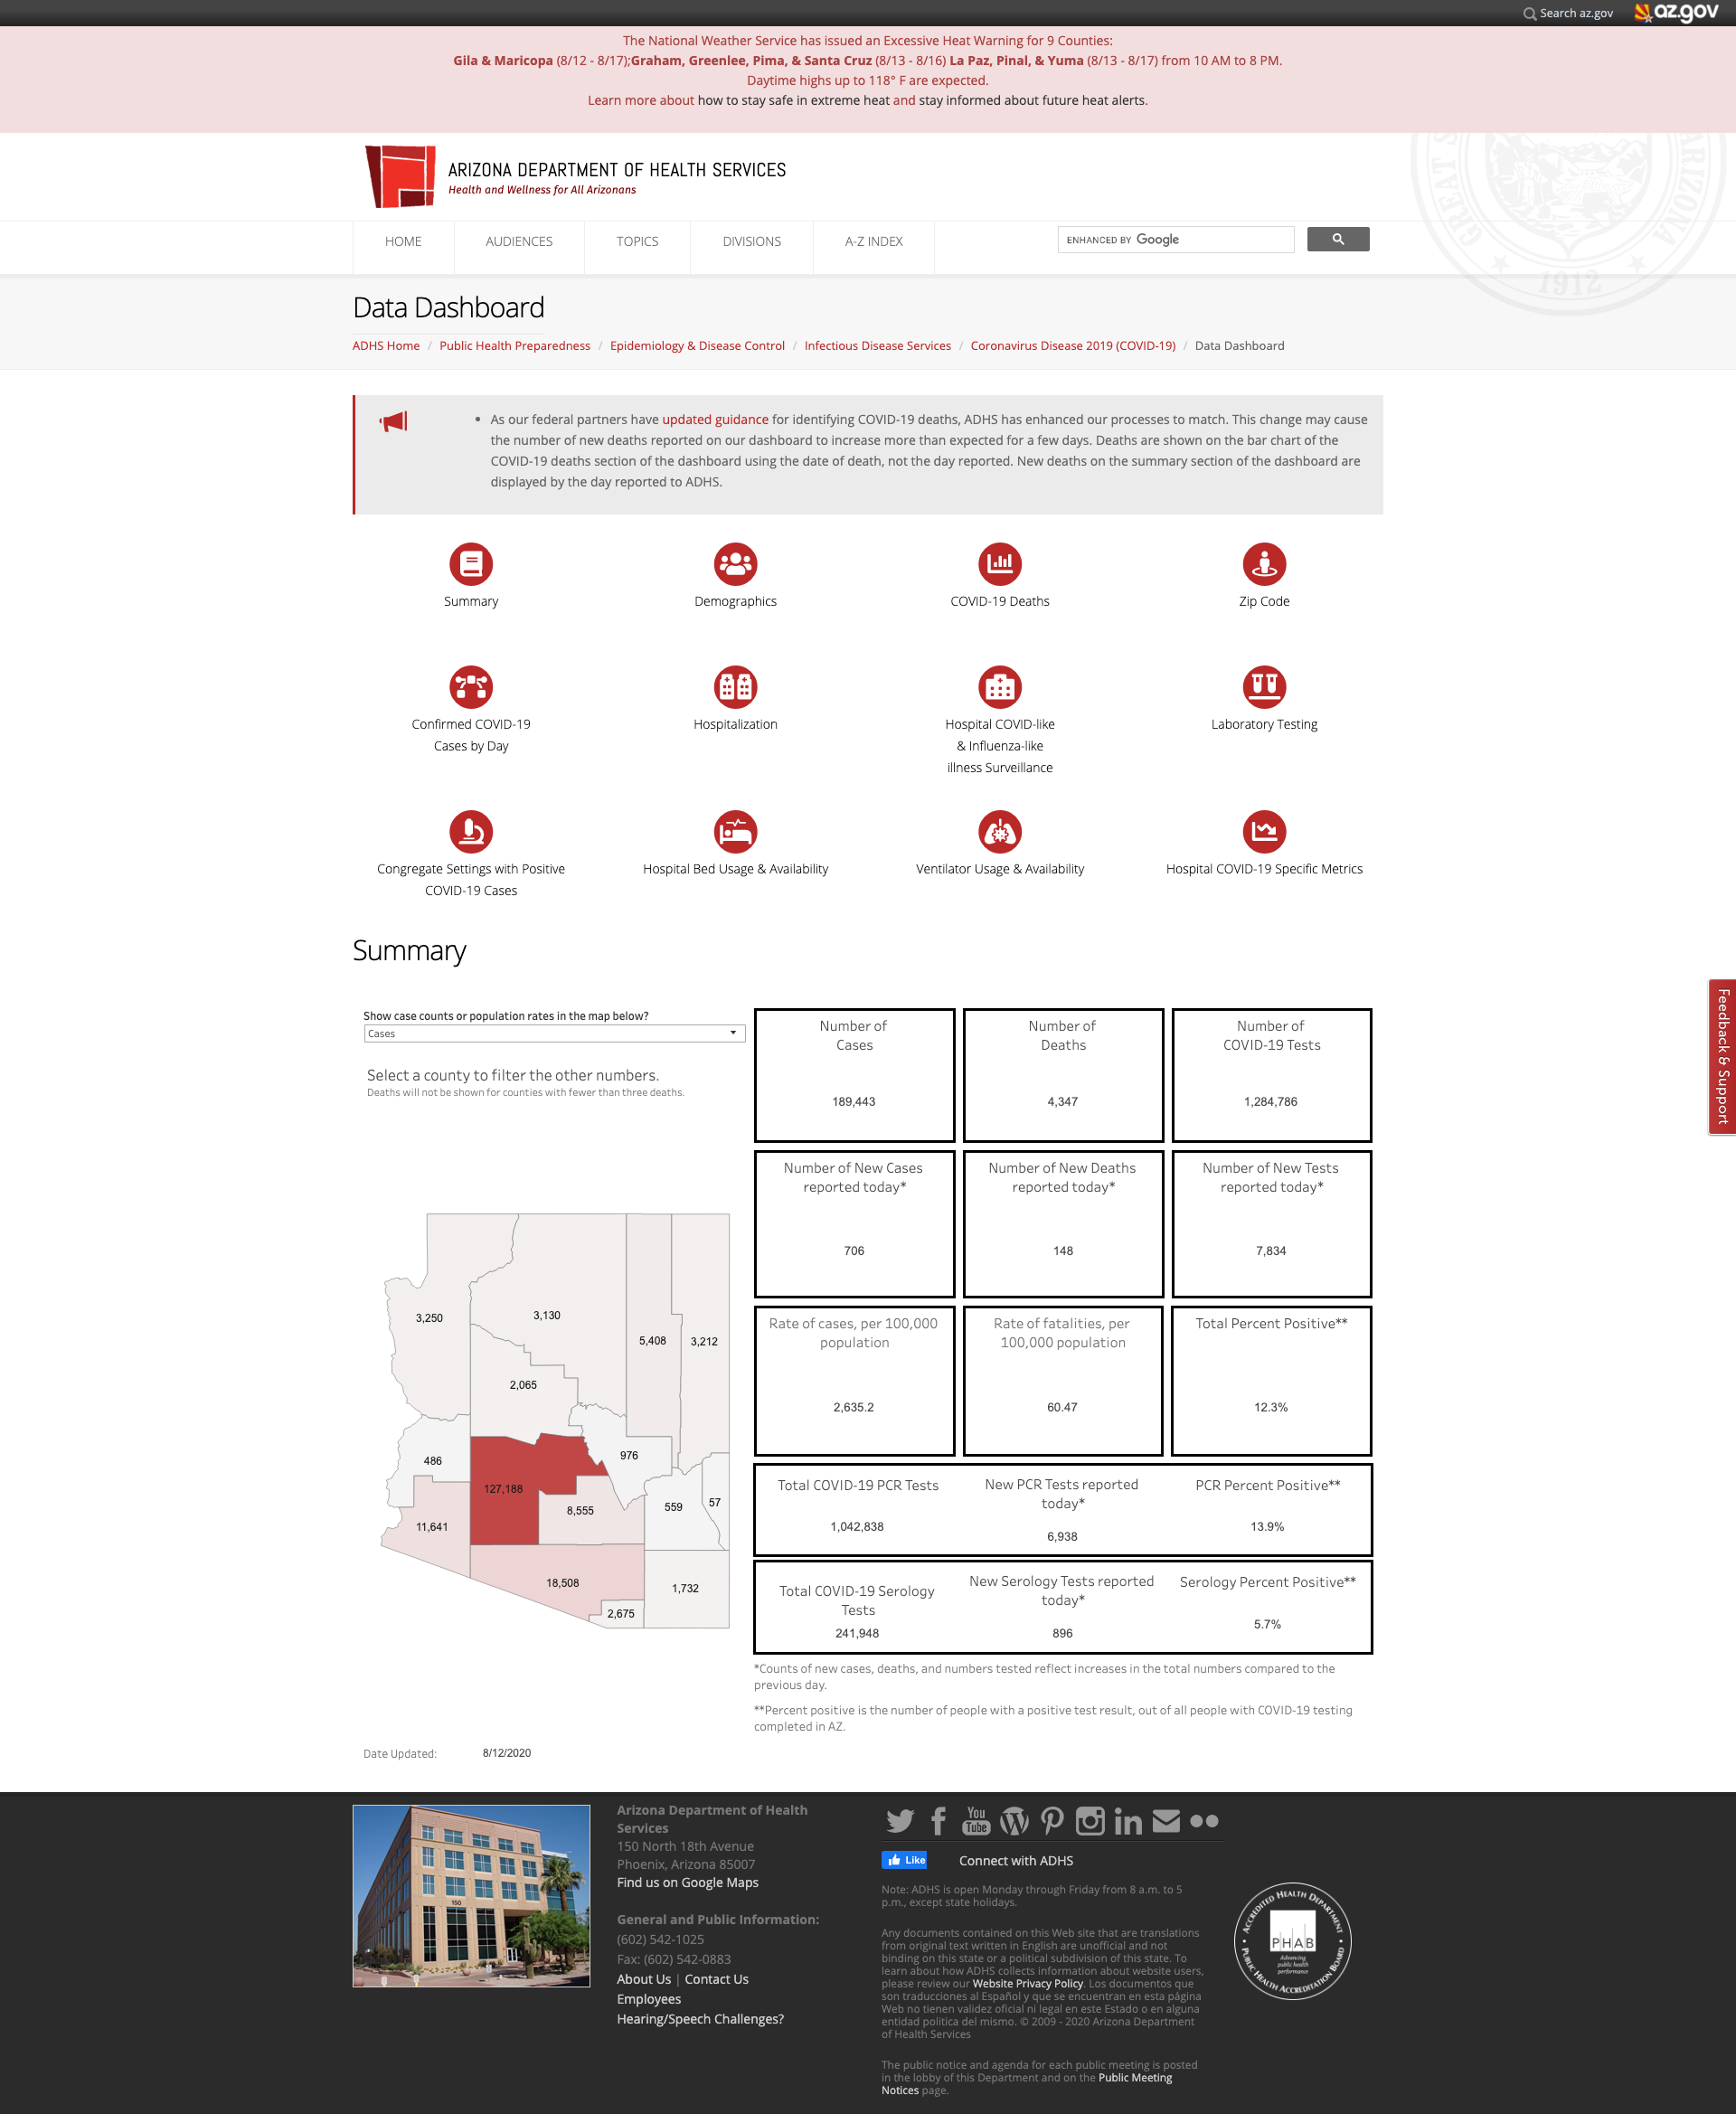 Search az.gov
az.gov
The National Weather Service has issued an Excessive Heat Warning for 9 Counties:
Gila & Maricopa (8/12 - 8/17);Graham, Greenlee, Pima, & Santa Cruz (8/13 - 8/16) La Paz, Pinal, & Yuma (8/13 - 8/17) from 10 AM to 8 PM.
Daytime highs up to 118° F are expected.
Learn more about how to stay safe in extreme heat and stay informed about future heat alerts.
ARIZONA DEPARTMENT OF HEALTH SERVICES
Health and Wellness for All Arizonans
GREAT
ARIZONA
1912
HOME
AUDIENCES
TOPICS
DIVISIONS
A-Z INDEX
ENHANCED BY Google
Data Dashboard
ADHS Home / Public Health Preparedness / Epidemiology & Disease Control / Infectious Disease Services / Coronavirus Disease 2019 (COVID-19) / Data Dashboard
• As our federal partners have updated guidance for identifying COVID-19 deaths, ADHS has enhanced our processes to match. This change may cause
the number of new deaths reported on our dashboard to increase more than expected for a few days. Deaths are shown on the bar chart of the
COVID-19 deaths section of the dashboard using the date of death, not the day reported. New deaths on the summary section of the dashboard are
displayed by the day reported to ADHS.
Summary
Demographics
COVID-19 Deaths
Zip Code
Confirmed COVID-19
Cases by Day
Hospitalization
Hospital COVID-like
& Influenza-like
illness Surveillance
Laboratory Testing
Congregate Settings with Positive
COVID-19 Cases
Hospital Bed Usage & Availability
Ventilator Usage & Availability
Hospital COVID-19 Specific Metrics
Summary
Feedback & Support
Show case counts or population rates in the map below?
Cases
Select a county to filter the other numbers.
Deaths will not be shown for counties with fewer than three deaths.
3,250
3,130
5,408
3,212
2,065
486
976
127,188
8,555
559
57
11,641
18,508
1,732
2,675
Number of
Cases
189,443
Number of
Deaths
4,347
Number of
COVID-19 Tests
1,284,786
Number of New Cases
reported today*
706
Number of New Deaths
reported today*
148
Number of New Tests
reported today*
7,834
Rate of cases, per 100,000
population
2,635.2
Rate of fatalities, per
100,000 population
60.47
Total Percent Positive**
12.3%
Total COVID-19 PCR Tests
1,042,838
New PCR Tests reported
today*
6,938
PCR Percent Positive**
13.9%
Total COVID-19 Serology
Tests
241,948
New Serology Tests reported
today*
896
Serology Percent Positive**
5.7%
*Counts of new cases, deaths, and numbers tested reflect increases in the total numbers compared to the
previous day.
**Percent positive is the number of people with a positive test result, out of all people with COVID-19 testing
completed in AZ.
Date Updated: 8/12/2020
150
Arizona Department of Health
Services
150 North 18th Avenue
Phoenix, Arizona 85007
Find us on Google Maps
General and Public Information:
(602) 542-1025
Fax: (602) 542-0883
About Us | Contact Us
Employees
Hearing/Speech Challenges?
You
Tube
Like
Connect with ADHS
Note: ADHS is open Monday through Friday from 8 a.m. to 5
p.m., except state holidays.
Any documents contained on this Web site that are translations
from original text written in English are unofficial and not
binding on this state or a political subdivision of this state. To
learn about how ADHS collects information about website users,
please review our Website Privacy Policy. Los documentos que
son traducciones al Español y que se encuentran en esta página
Web no tienen validez oficial ni legal en este Estado o en alguna
entidad politica del mismo. © 2009 - 2020 Arizona Department
of Health Services
The public notice and agenda for each public meeting is posted
in the lobby of this Department and on the Public Meeting
Notices page.
ACCREDITED HEALTH DEPARTMENT
PHAB
Advancing
public health
performance
PUBLIC HEALTH ACCREDITATION BOARD